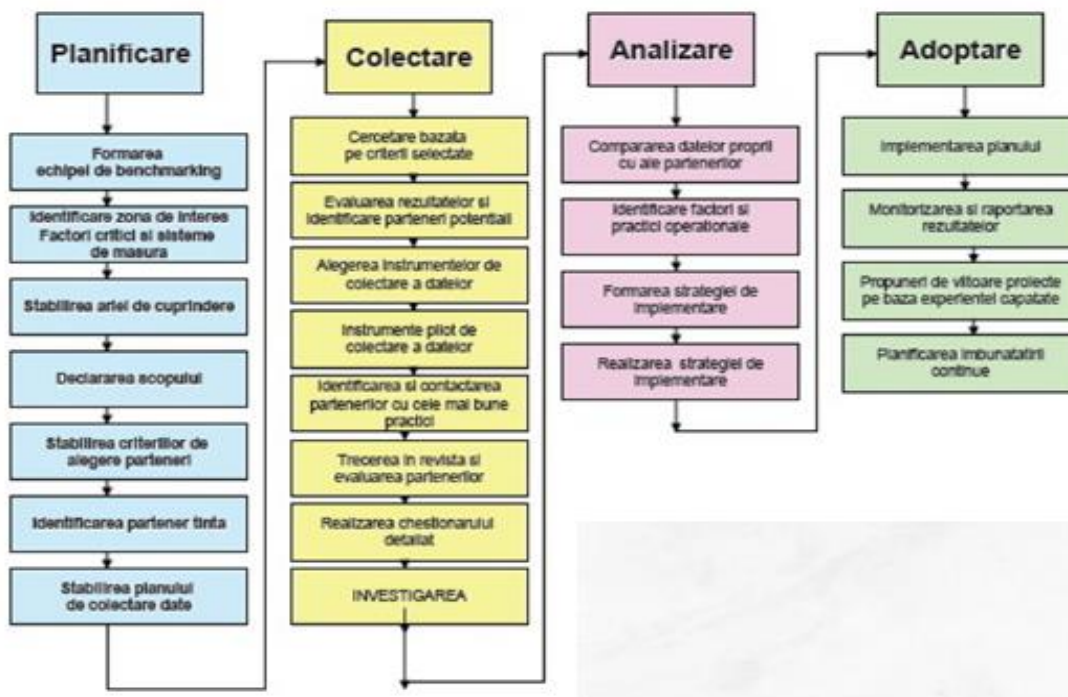 Planificare
Formarea
echipei de benchmarking
Identificare zona de interes
Factori critici si sisteme
de masura
Stabilirea ariei de cuprindere
Declararea scopului
Stabilirea criteriilor de
alegere parteneri
Identificarea partener tinta
Stabilirea planului
de colectare date
Colectare
Cercetare bazata
pe criterii selectate
Evaluarea rezultatelor si
identificare parteneri potentiali
Alegerea instrumentelor de
colectare a datelor
Instrumente pilot de
colectare a datelor
Identificarea si contactarea
partenerilor cu cele mai bune
practici
Trecerea in revista si
evaluarea partenerilor
Realizarea chestionarului
detaliat
INVESTIGAREA
Analizare
Compararea datelor proprii
cu ale partenerilor
Identificare factori si
practici operationale
Formarea strategiei de
implementare
Realizarea strategiei de
implementare
Adoptare
Implementarea planului
Monitorizarea si raportarea
rezultatelor
Propuneri de viitoare proiecte
pe baza experientei capatate
Planificarea imbunatatirii
continue